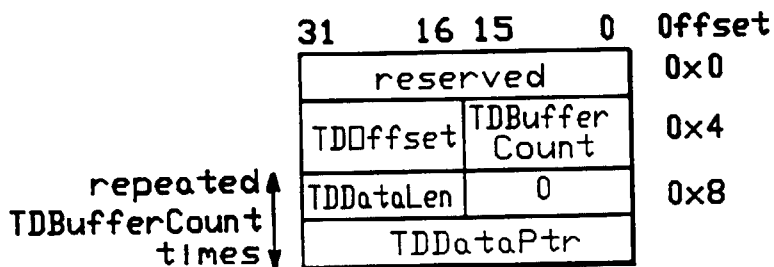 31 16 15 0 Offset
reserved 0x0
TDOffset TDBuffer Count 0x4
repeated TDBufferCount times
TDDataLen 0 0x8
TDDataPtr